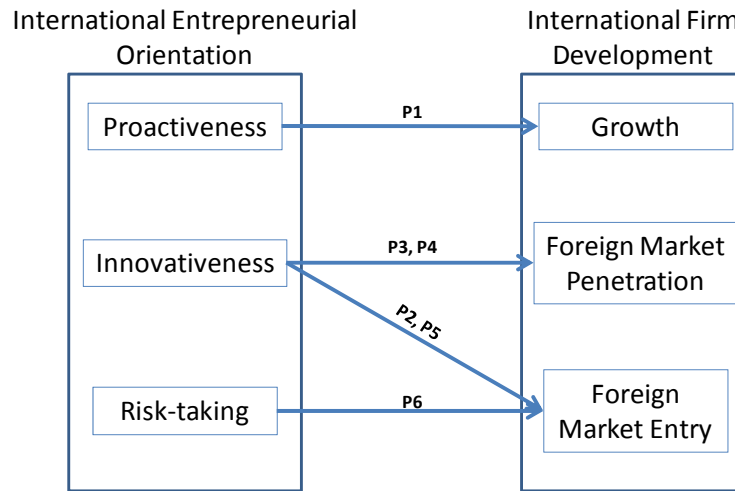 International Entrepreneurial
Orientation
International Firm
Development
Proactiveness
P1
Growth
Innovativeness
P3, P4
Foreign Market
Penetration
P2, P5
Risk-taking
P6
Foreign
Market Entry